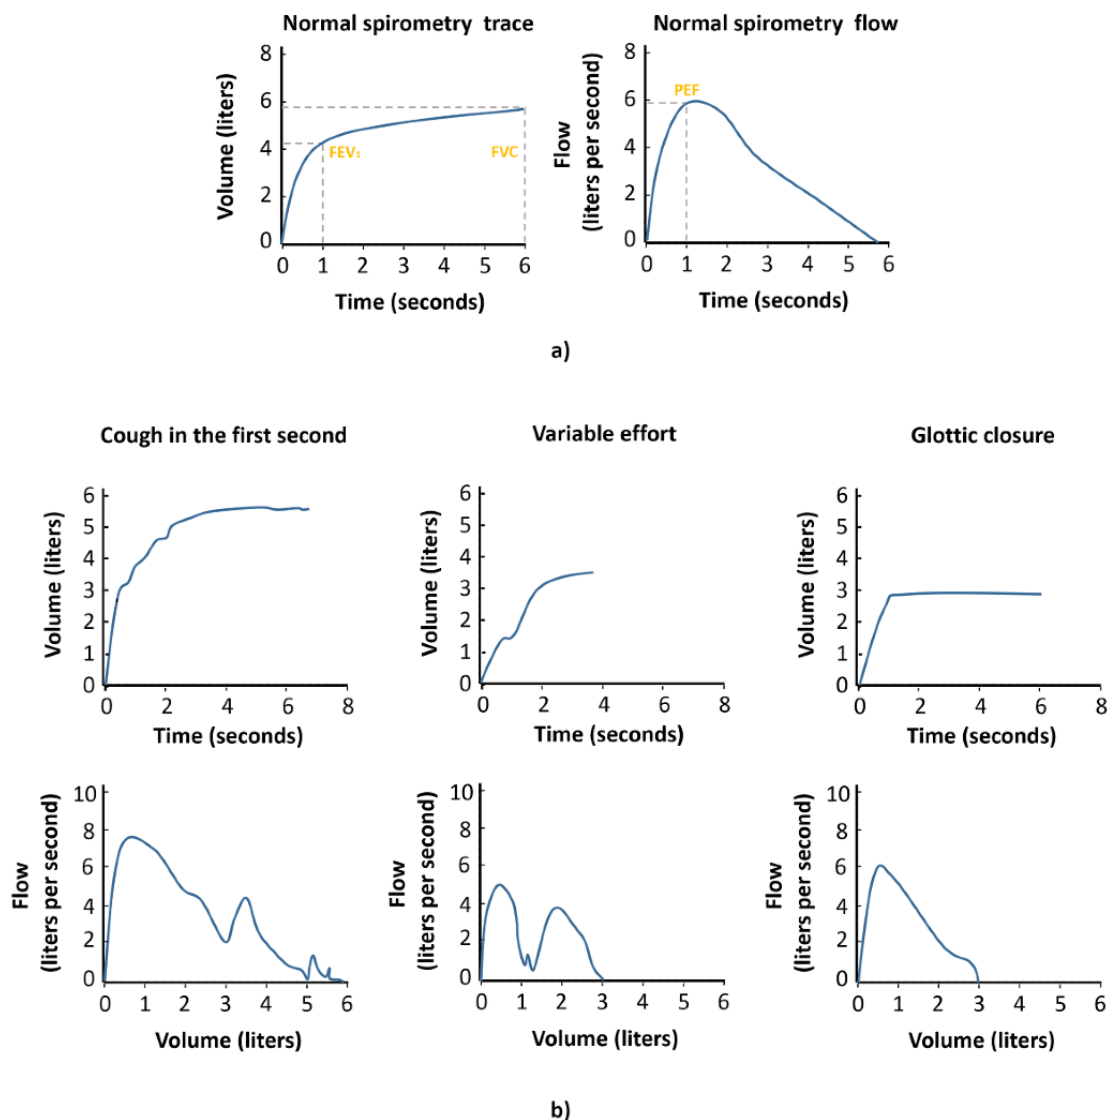 Normal spirometry trace
Normal spirometry flow
8
6
4
2
0
Volume (liters)
FEV₁
FVC
0 1 2 3 4 5 6
Time (seconds)
8
6
4
2
0
Flow
(liters per second)
PEF
0 1 2 3 4 5 6
Time (seconds)
a)
Cough in the first second
Variable effort
Glottic closure
6
5
4
3
2
1
0
Volume (liters)
0 2 4 6 8
Time (seconds)
6
5
4
3
2
1
0
Volume (liters)
0 2 4 6 8
Time (seconds)
6
5
4
3
2
1
0
Volume (liters)
0 2 4 6 8
Time (seconds)
10
8
6
4
2
0
Flow
(liters per second)
0 1 2 3 4 5 6
Volume (liters)
10
8
6
4
2
0
Flow
(liters per second)
0 1 2 3 4 5 6
Volume (liters)
10
8
6
4
2
0
Flow
(liters per second)
0 1 2 3 4 5 6
Volume (liters)
b)